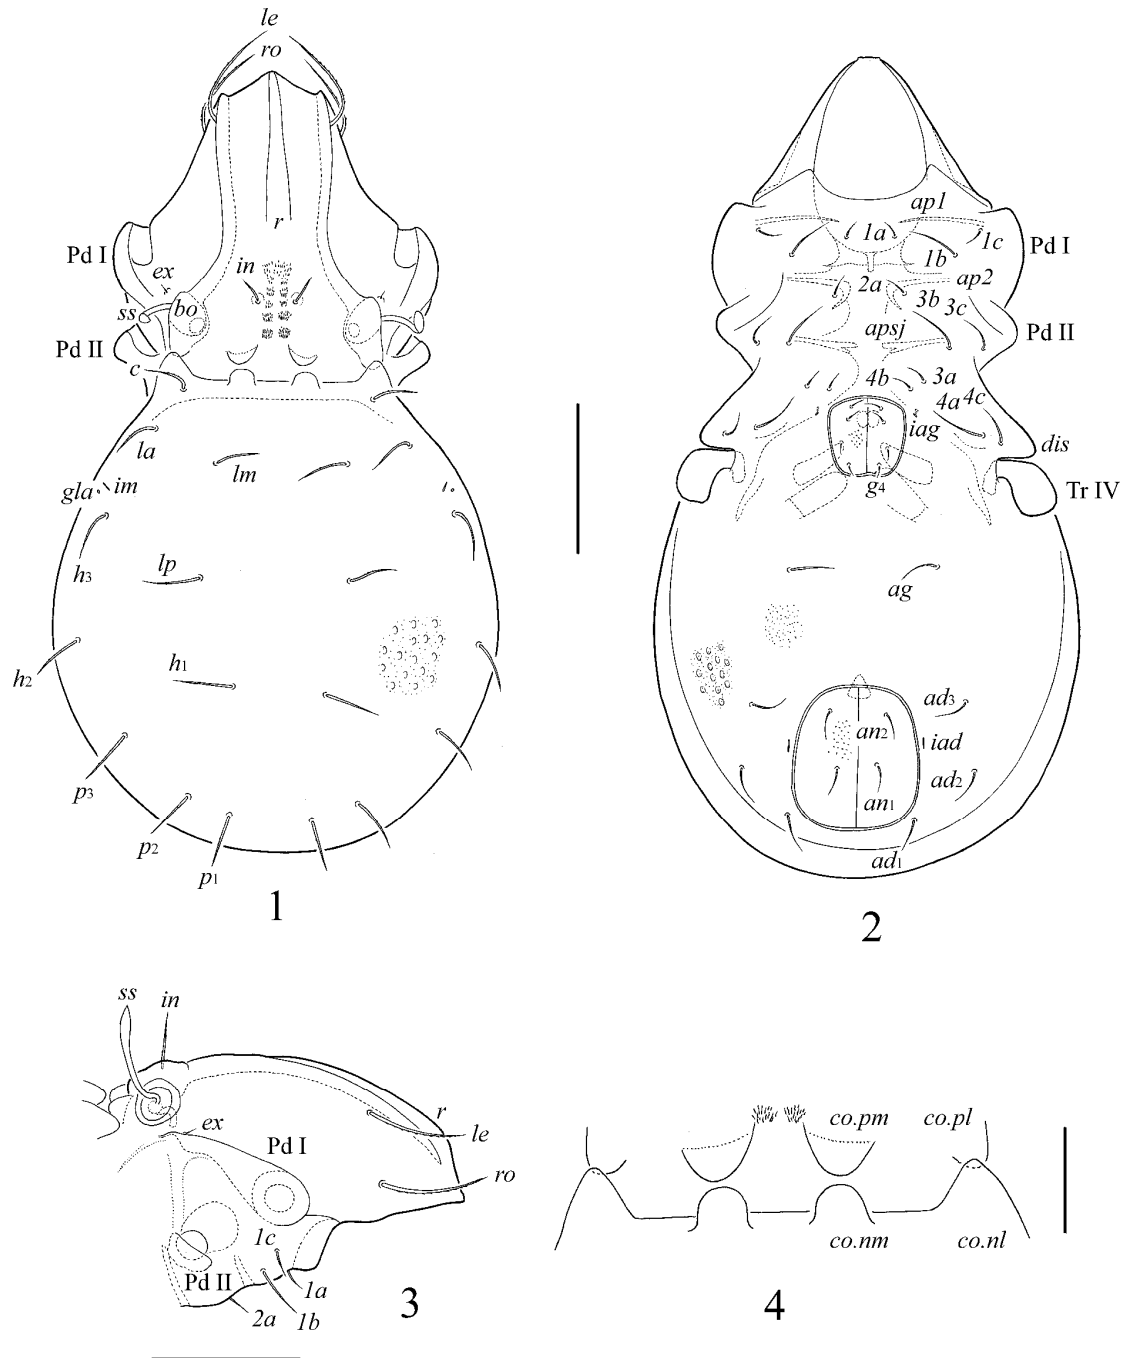 le
ro
r
Pd I
ex
in
ss
bo
Pd II
c
la
lm
gla
im
h3
lp
h2
h1
p3
p2
p1
1
ap1
1a
1c
Pd I
1b
2a
ap2
3b
3c
apsj
Pd II
4b
3a
4a
4c
iag
dis
g4
Tr IV
ag
ad3
an2
iad
ad2
an1
ad1
2
ss
in
ex
Pd I
r
le
ro
1c
Pd II
1a
2a
1b
3
co.pm
co.pl
co.nm
co.nl
4